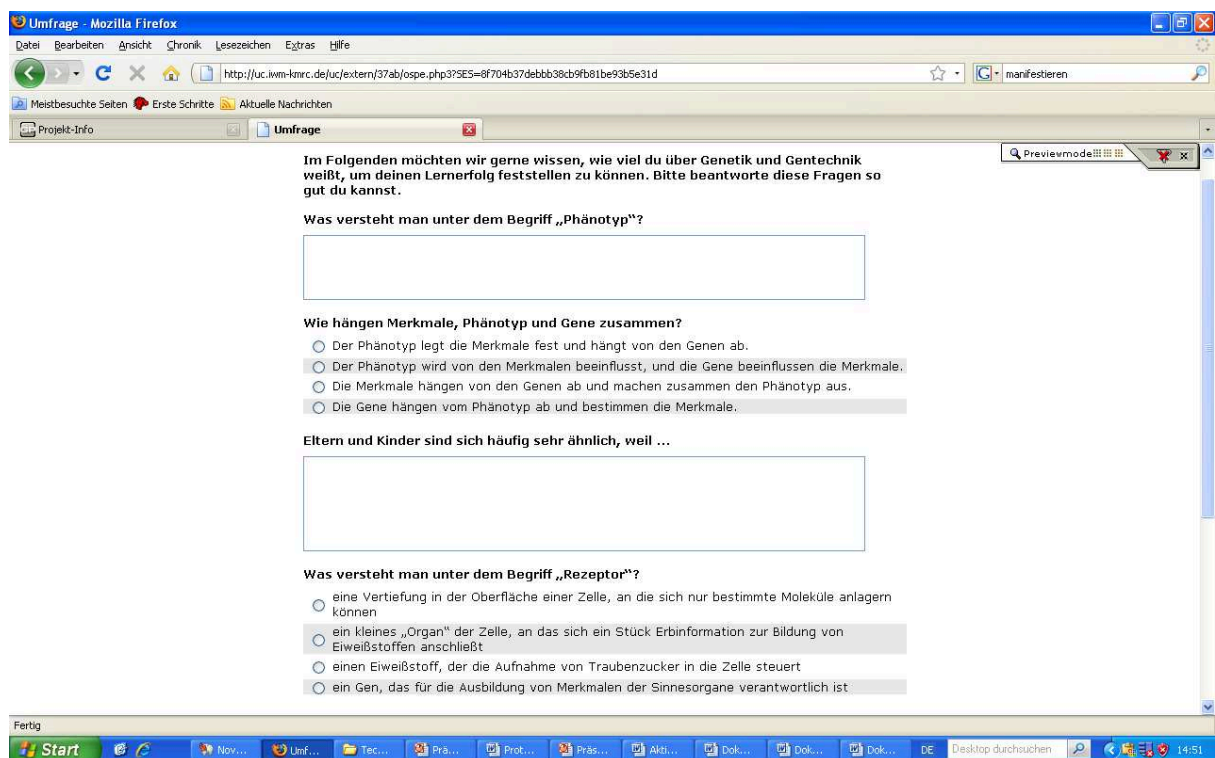 Umfrage - Mozilla Firefox
Datei Bearbeiten Ansicht Chronik Lesezeichen Extras Hilfe
http://uc.iwm-kmrc.de/uc/extern/37ab/ospe.php3?SES=8f704b37debbb38cb9fb81be93b5e31d
manifestieren
Meistbesuchte Seiten Erste Schritte Aktuelle Nachrichten
Projekt-Info Umfrage
Previewmode
Im Folgenden möchten wir gerne wissen, wie viel du über Genetik und Gentechnik
weißt, um deinen Lernerfolg feststellen zu können. Bitte beantworte diese Fragen so
gut du kannst.
Was versteht man unter dem Begriff „Phänotyp“?
Wie hängen Merkmale, Phänotyp und Gene zusammen?
Der Phänotyp legt die Merkmale fest und hängt von den Genen ab.
Der Phänotyp wird von den Merkmalen beeinflusst, und die Gene beeinflussen die Merkmale.
Die Merkmale hängen von den Genen ab und machen zusammen den Phänotyp aus.
Die Gene hängen vom Phänotyp ab und bestimmen die Merkmale.
Eltern und Kinder sind sich häufig sehr ähnlich, weil ...
Was versteht man unter dem Begriff „Rezeptor“?
eine Vertiefung in der Oberfläche einer Zelle, an die sich nur bestimmte Moleküle anlagern
können
ein kleines „Organ“ der Zelle, an das sich ein Stück Erbinformation zur Bildung von
Eiweißstoffen anschließt
einen Eiweißstoff, der die Aufnahme von Traubenzucker in die Zelle steuert
ein Gen, das für die Ausbildung von Merkmalen der Sinnesorgane verantwortlich ist
Fertig
Start Nov... Umf... Tec... Prä... Prot... Präs... Akti... Dok... Dok... Dok... DE Desktop durchsuchen 14:51